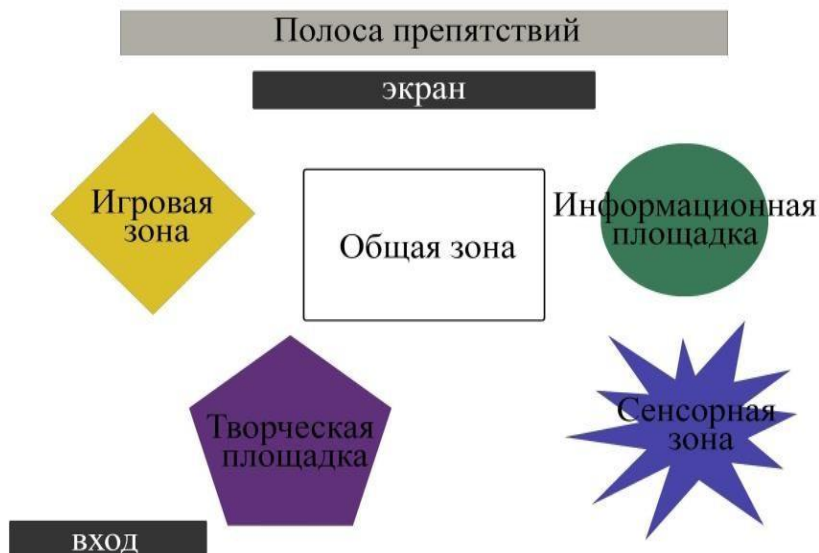 Полоса препятствий
экран
Игровая
зона
Общая зона
Информационная
площадка
Творческая
площадка
Сенсорная
зона
вход